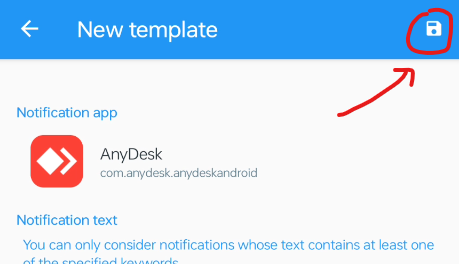 New template
Notification app
AnyDesk
com.anydesk.anydeskandroid
Notification text
You can only consider notifications whose text contains at least one
of the specified keywords